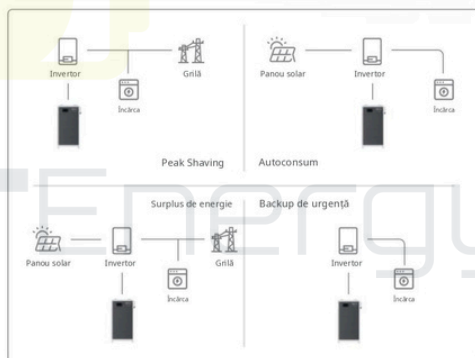 Invertor
Grilă
Încărca
Peak Shaving
Panou solar
Invertor
Încărca
Autoconsum
Surplus de energie
Panou solar
Invertor
Grilă
Încărca
Backup de urgență
Invertor
Încărca
Energy